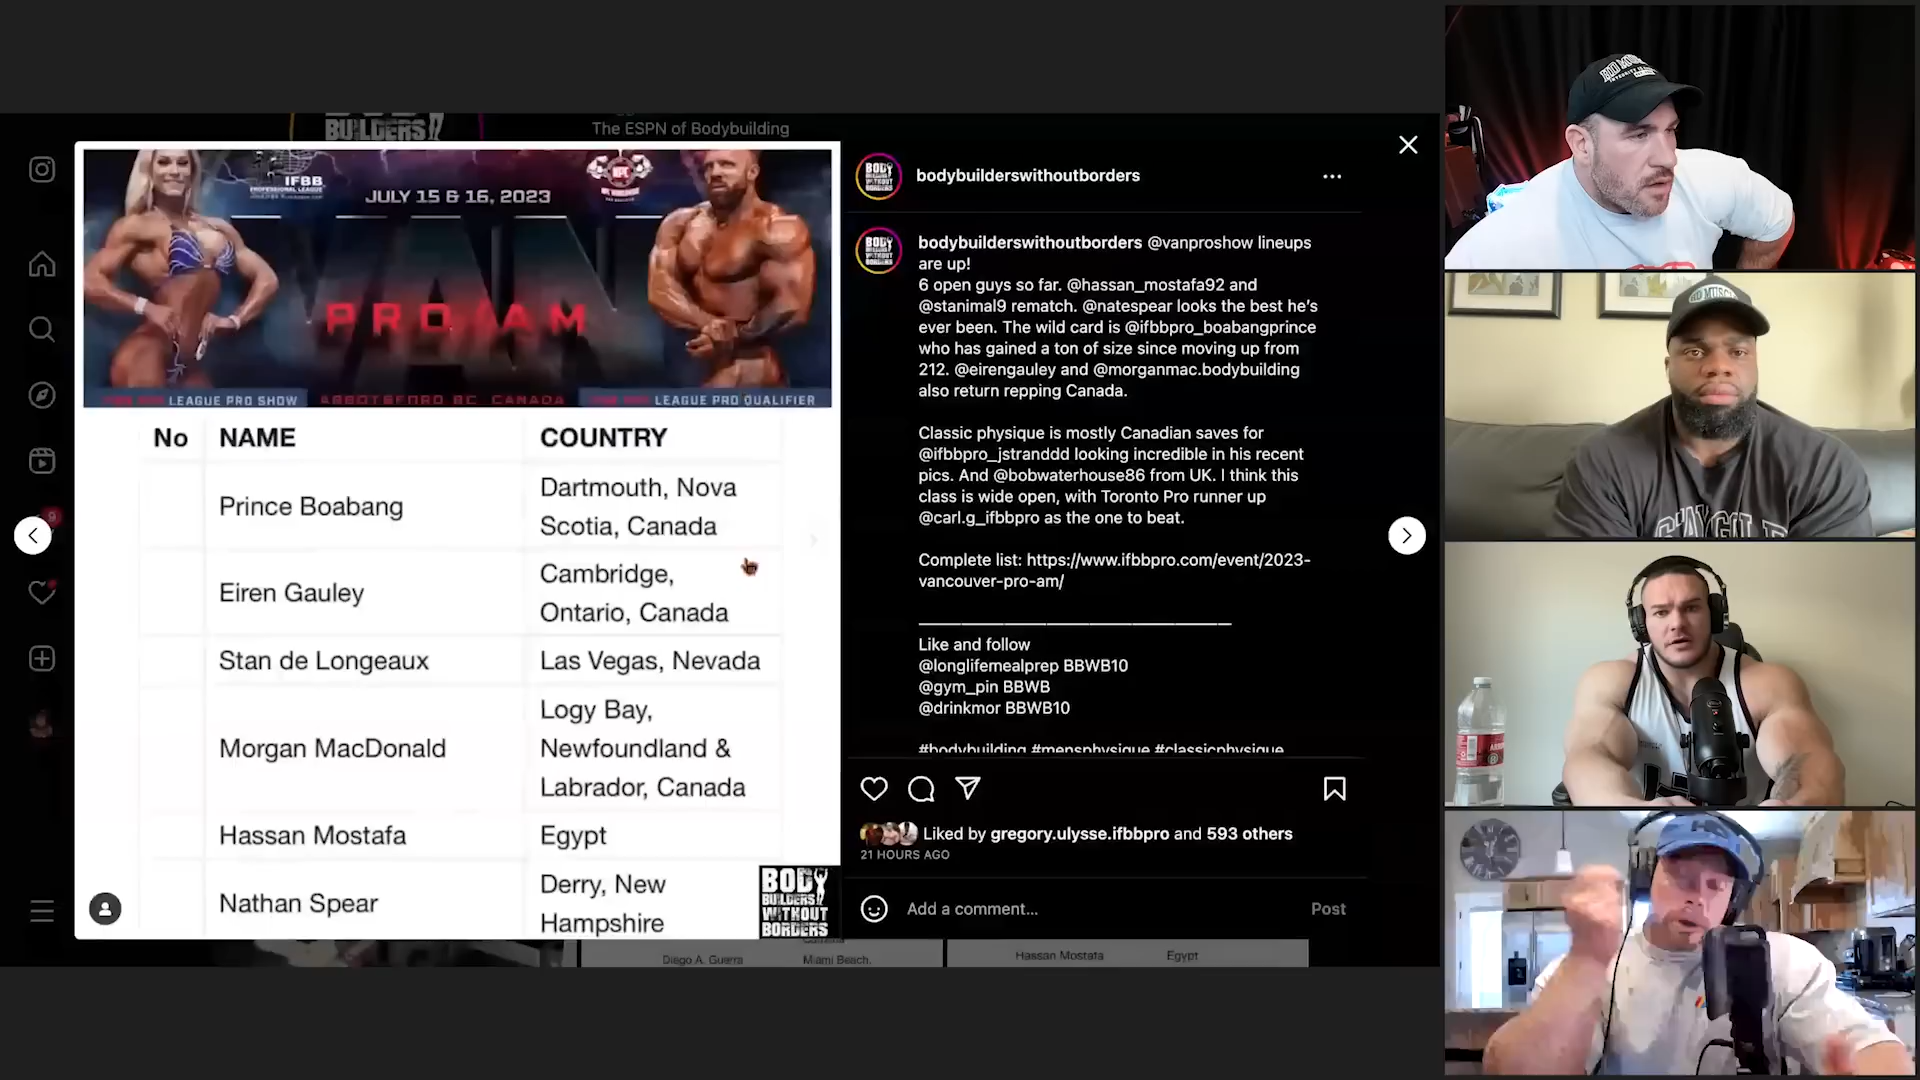 BUILDERS
The ESPN of Bodybuilding
IFBB
PROFESSIONAL LEAGUE
NPC
JULY 15 & 16, 2023
VAN
PRO/AM
LEAGUE PRO SHOW
ABBOTSFORD BC, CANADA
LEAGUE PRO QUALIFIER
No NAME COUNTRY
Prince Boabang
Dartmouth, Nova
Scotia, Canada
Eiren Gauley
Cambridge,
Ontario, Canada
Stan de Longeaux Las Vegas, Nevada
Morgan MacDonald
Logy Bay,
Newfoundland &
Labrador, Canada
Hassan Mostafa Egypt
Nathan Spear
Derry, New
Hampshire
BODY
BUILDERS
WITHOUT
BORDERS
Diego A. Guerra Miami Beach,
Hassan Mostafa Egypt
9
bodybuilderswithoutborders
bodybuilderswithoutborders @vanproshow lineups
are up!
6 open guys so far. @hassan_mostafa92 and
@stanimal9 rematch. @natespear looks the best he's
ever been. The wild card is @ifbbpro_boabangprince
who has gained a ton of size since moving up from
212. @eirengauley and @morganmac.bodybuilding
also return repping Canada.
Classic physique is mostly Canadian saves for
@ifbbpro_jstranddd looking incredible in his recent
pics. And @bobwaterhouse86 from UK. I think this
class is wide open, with Toronto Pro runner up
@carl.g_ifbbpro as the one to beat.
Complete list: https://www.ifbbpro.com/event/2023-
vancouver-pro-am/
Like and follow
@longlifemealprep BBWB10
@gym_pin BBWB
@drinkmor BBWB10
#bodybuilding #mensphysique #classicphysique
Liked by gregory.ulysse.ifbbpro and 593 others
21 HOURS AGO
Add a comment...
Post